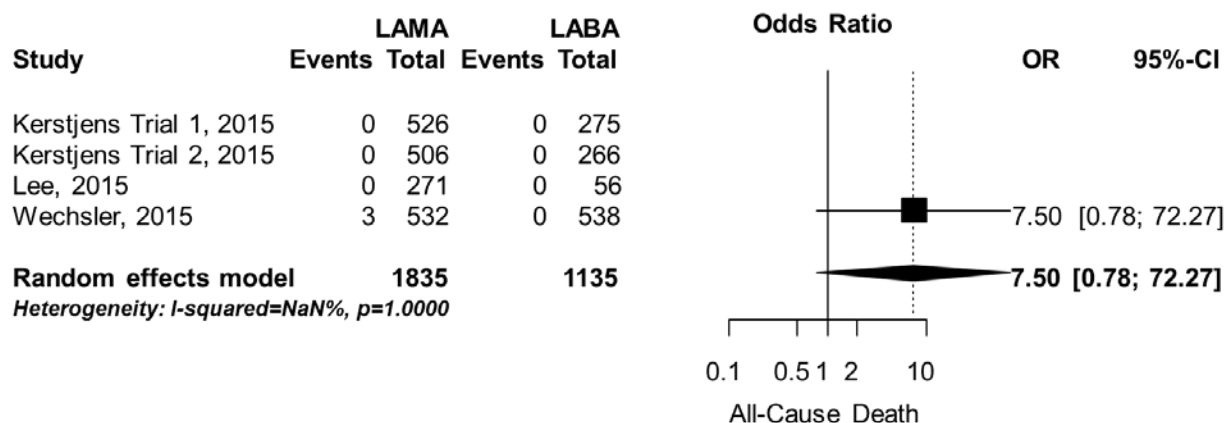 LAMA LABA Odds Ratio
Study Events Total Events Total OR 95%-CI
Kerstjens Trial 1, 2015 0 526 0 275
Kerstjens Trial 2, 2015 0 506 0 266
Lee, 2015 0 271 0 56
Wechsler, 2015 3 532 0 538 7.50 [0.78; 72.27]
Random effects model 1835 1135 7.50 [0.78; 72.27]
Heterogeneity: I-squared=NaN%, p=1.0000
0.1 0.5 1 2 10
All-Cause Death